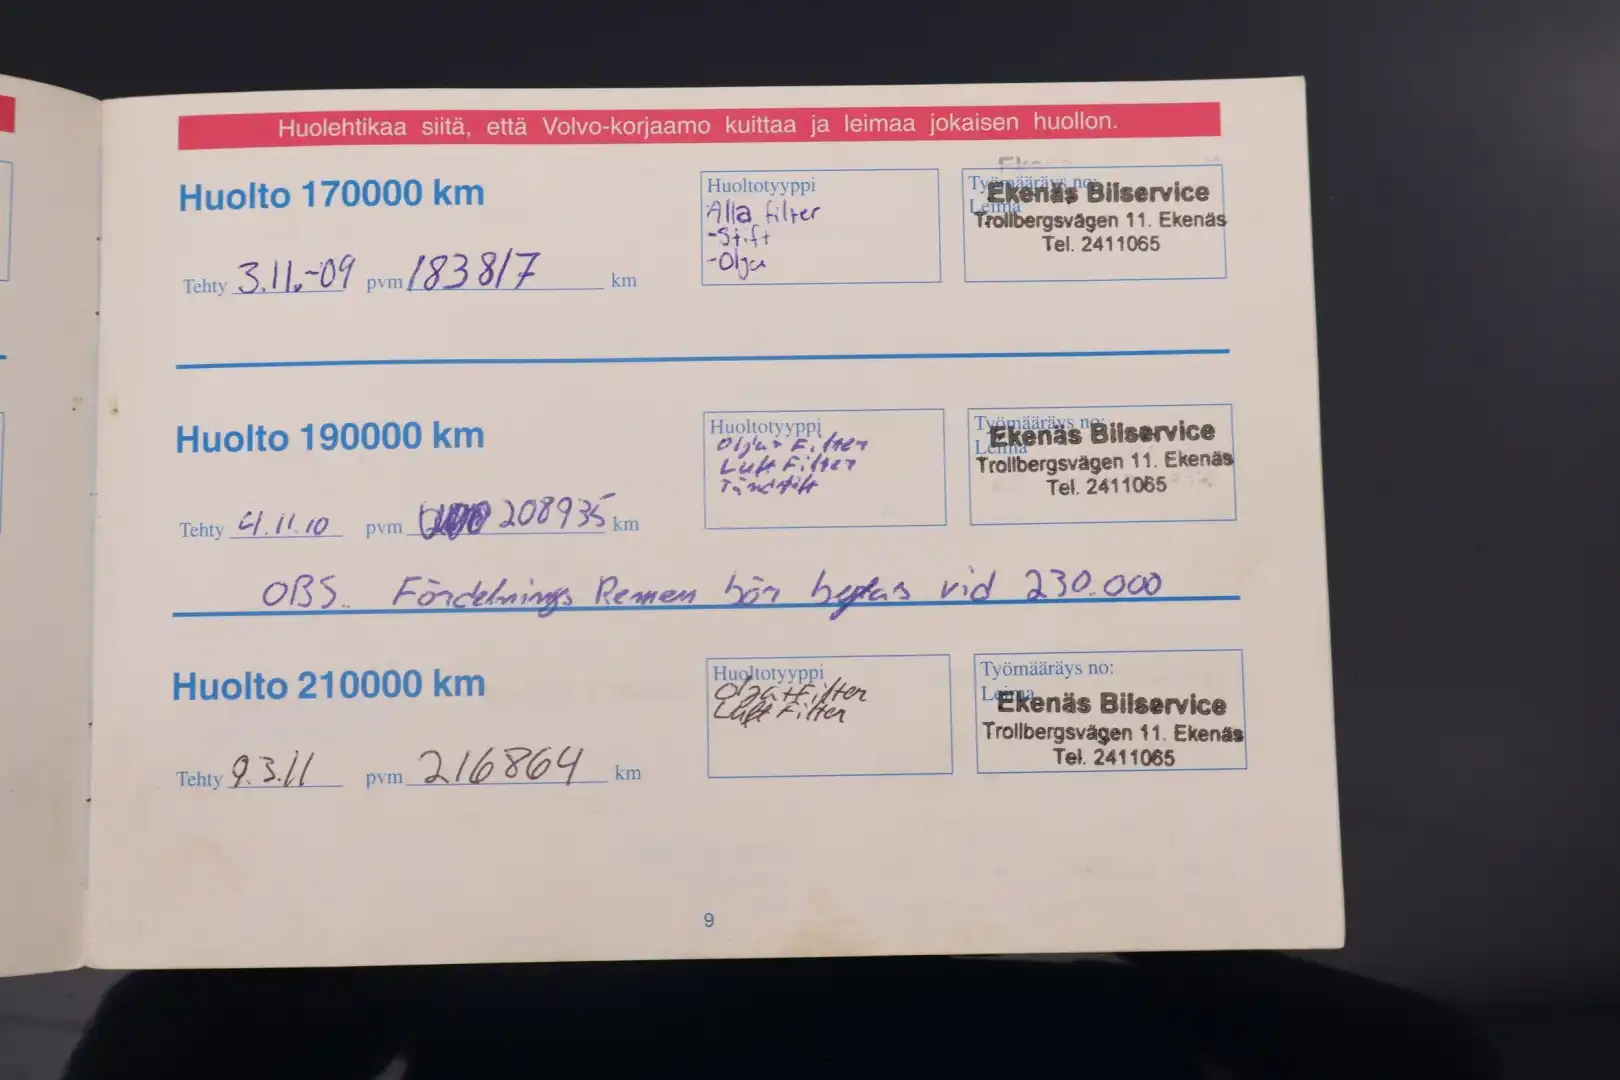 Huolehtikaa siitä, että Volvo-korjaamo kuittaa ja leimaa jokaisen huollon.
Huolto 170000 km
Tehty 3.11.-09 pvm 183817 km
Huoltotyyppi
Alla filter
-Stift
-Olja
Työmääräys no:
Leima
Ekenäs Bilservice
Trollbergsvägen 11. Ekenäs
Tel. 2411065
Huolto 190000 km
Tehty 4.11.10 pvm 208935 km
Huoltotyyppi
Olja+Filter
Luft Filter
Tändstift
Työmääräys no:
Leima
Ekenäs Bilservice
Trollbergsvägen 11. Ekenäs
Tel. 2411065
OBS. Fördelnings Remen bör bytas vid 230.000
Huolto 210000 km
Tehty 9.3.11 pvm 216864 km
Huoltotyyppi
Olja+Filter
Luft Filter
Työmääräys no:
Leima
Ekenäs Bilservice
Trollbergsvägen 11. Ekenäs
Tel. 2411065
9